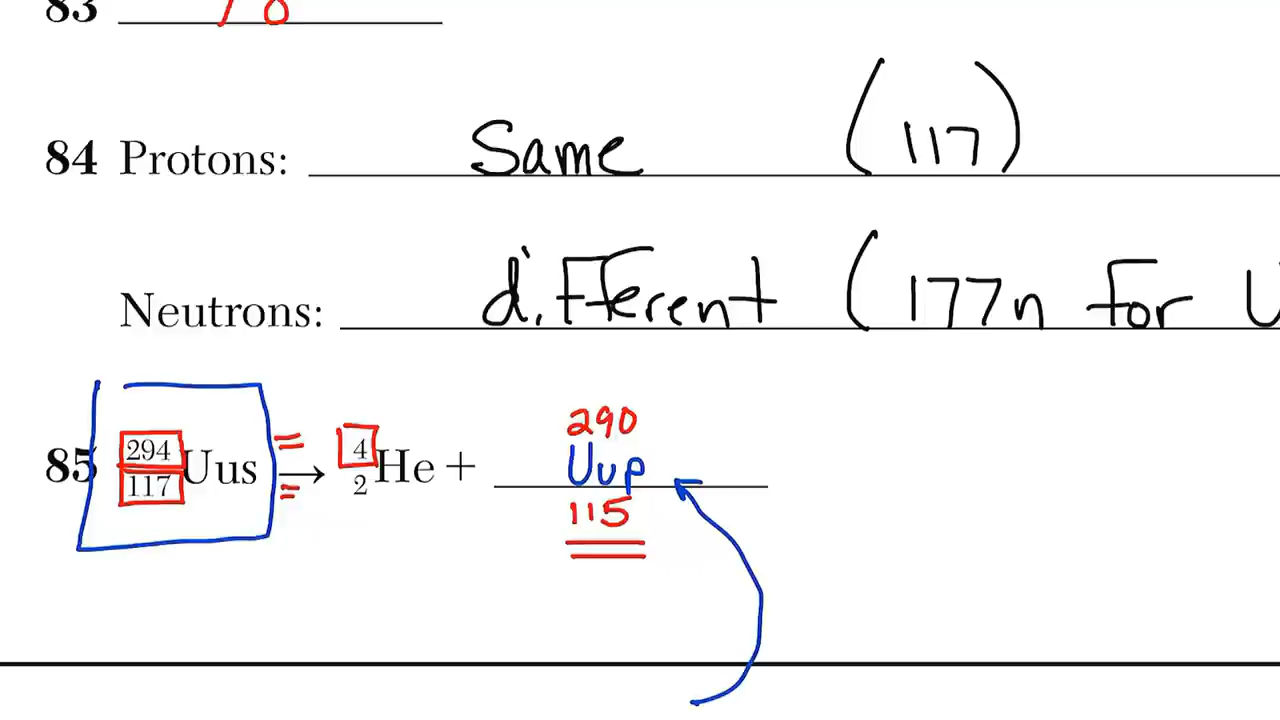 83 18
84 Protons: Same (117)
Neutrons: different (177n for U
290
85 294 117 Uus → 4 2 He + Uup
115